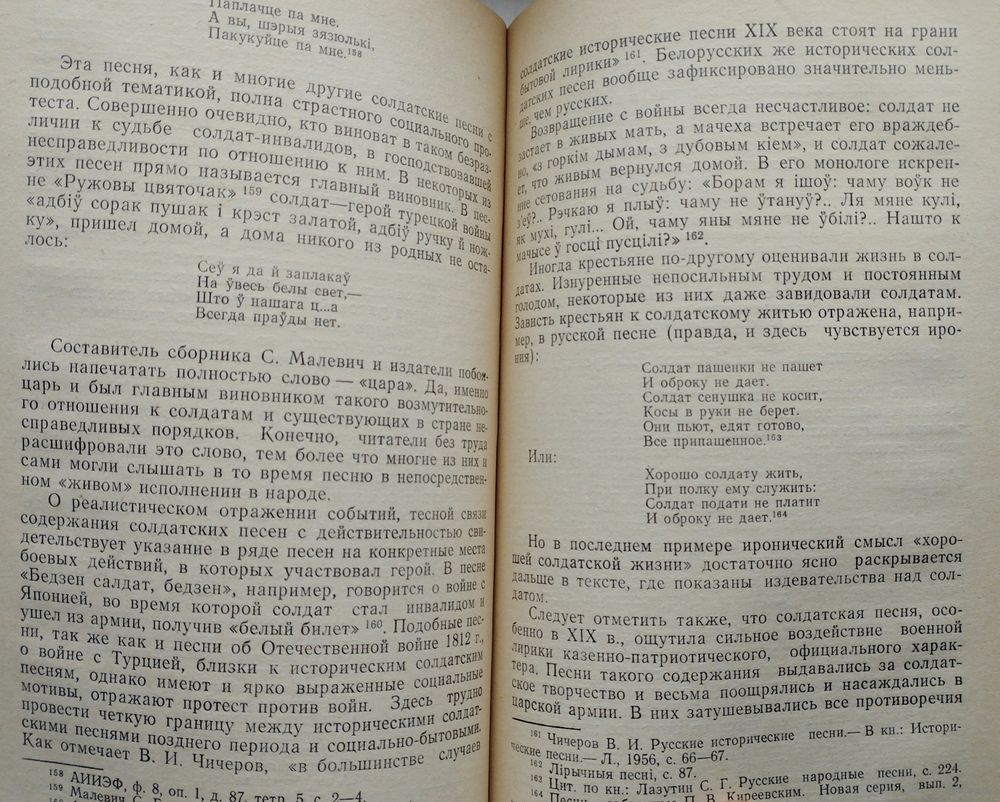 Паплачце па мне.
А вы, шэрыя зязюлькі,
Пакукуйце па мне.¹⁵⁸
Эта песня, как и многие другие солдатские песни с
подобной тематикой, полна страстного социального про-
теста. Совершенно очевидно, кто виноват в таком безраз-
личии к судьбе солдат-инвалидов, в господствовавшей
несправедливости по отношению к ним. В некоторых из
этих песен прямо называется главный виновник. В пес-
не «Ружовы цвяточак» ¹⁵⁹ солдат—герой турецкой войны
«адбіў сорак пушак і крэст залатой, адбіў ручку й нож-
ку», пришел домой, а дома никого из родных не оста-
лось:
Сеў я да й заплакаў
На ўвесь белы свет,—
Што ў нашага ц...а
Всегда праўды нет.
Составитель сборника С. Малевич и издатели побоя-
лись напечатать полностью слово — «цара». Да, именно
царь и был главным виновником такого возмутительно-
го отношения к солдатам и существующих в стране не-
справедливых порядков. Конечно, читатели без труда
расшифровали это слово, тем более что многие из них и
сами могли слышать в то время песню в непосредствен-
ном «живом» исполнении в народе.
О реалистическом отражении событий, тесной связи
содержания солдатских песен с действительностью сви-
детельствует указание в ряде песен на конкретные места
боевых действий, в которых участвовал герой. В песне
«Бедзен салдат, бедзен», например, говорится о войне с
Японией, во время которой солдат стал инвалидом и
ушел из армии, получив «белый билет» ¹⁶⁰. Подобные пес-
ни, так же как и песни об Отечественной войне 1812 г.,
о войне с Турцией, близки к историческим солдатским
песням, однако имеют и ярко выраженные социальные
мотивы, отражают протест против войн. Здесь трудно
провести четкую границу между историческими солдат-
скими песнями позднего периода и социально-бытовыми.
Как отмечает В. И. Чичеров, «в большинстве случаев
¹⁵⁸ АИИЭФ, ф. 8, оп. 1, д. 87, тетр. 5, с. 2—4.
¹⁵⁹ Малевич С.
солдатские исторические песни XIX века стоят на грани
бытовой лирики» ¹⁶¹. Белорусских же исторических сол-
датских песен вообще зафиксировано значительно мень-
ше, чем русских.
Возвращение с войны всегда несчастливое: солдат не
застает в живых мать, а мачеха встречает его враждеб-
но, «з горкім дымам, з дубовым кіем», и солдат сожале-
ет, что живым вернулся домой. В его монологе искрен-
ние сетования на судьбу: «Борам я ішоў: чаму воўк не
з'еў?.. Рэчкаю я плыў: чаму не ўтануў?.. Ля мяне кулі,
як мухі, гулі... Ой, чаму яны мяне не ўбілі?.. Нашто к
мачысе ў госці пусцілі?» ¹⁶².
Иногда крестьяне по-другому оценивали жизнь в сол-
датах. Изнуренные непосильным трудом и постоянным
голодом, некоторые из них даже завидовали солдатам.
Зависть крестьян к солдатскому житью отражена, напри-
мер, в русской песне (правда, и здесь чувствуется иро-
ния):
Солдат пашенки не пашет
И оброку не дает.
Солдат сенушка не косит,
Косы в руки не берет.
Они пьют, едят готово,
Все припашенное.¹⁶³
Или:
Хорошо солдату жить,
При полку ему служить:
Солдат подати не платит
И оброку не дает.¹⁶⁴
Но в последнем примере иронический смысл «хоро-
шей солдатской жизни» достаточно ясно раскрывается
дальше в тексте, где показаны издевательства над сол-
датом.
Следует отметить также, что солдатская песня, осо-
бенно в XIX в., ощутила сильное воздействие военной
лирики казенно-патриотического, официального харак-
тера. Песни такого содержания выдавались за солдат-
ское творчество и весьма поощрялись и насаждались в
царской армии. В них затушевывались все противоречия
¹⁶¹ Чичеров В. И. Русские исторические песни.— В кн.: Истори-
ческие песни.— Л., 1956, с. 66—67.
¹⁶² Лірычныя песні, с. 87.
¹⁶³ Цит. по кн.: Лазутин С. Г. Русские народные песни, с. 224.
¹⁶⁴ Песни, П. В. Киреевским. Новая серия, вып. 2,